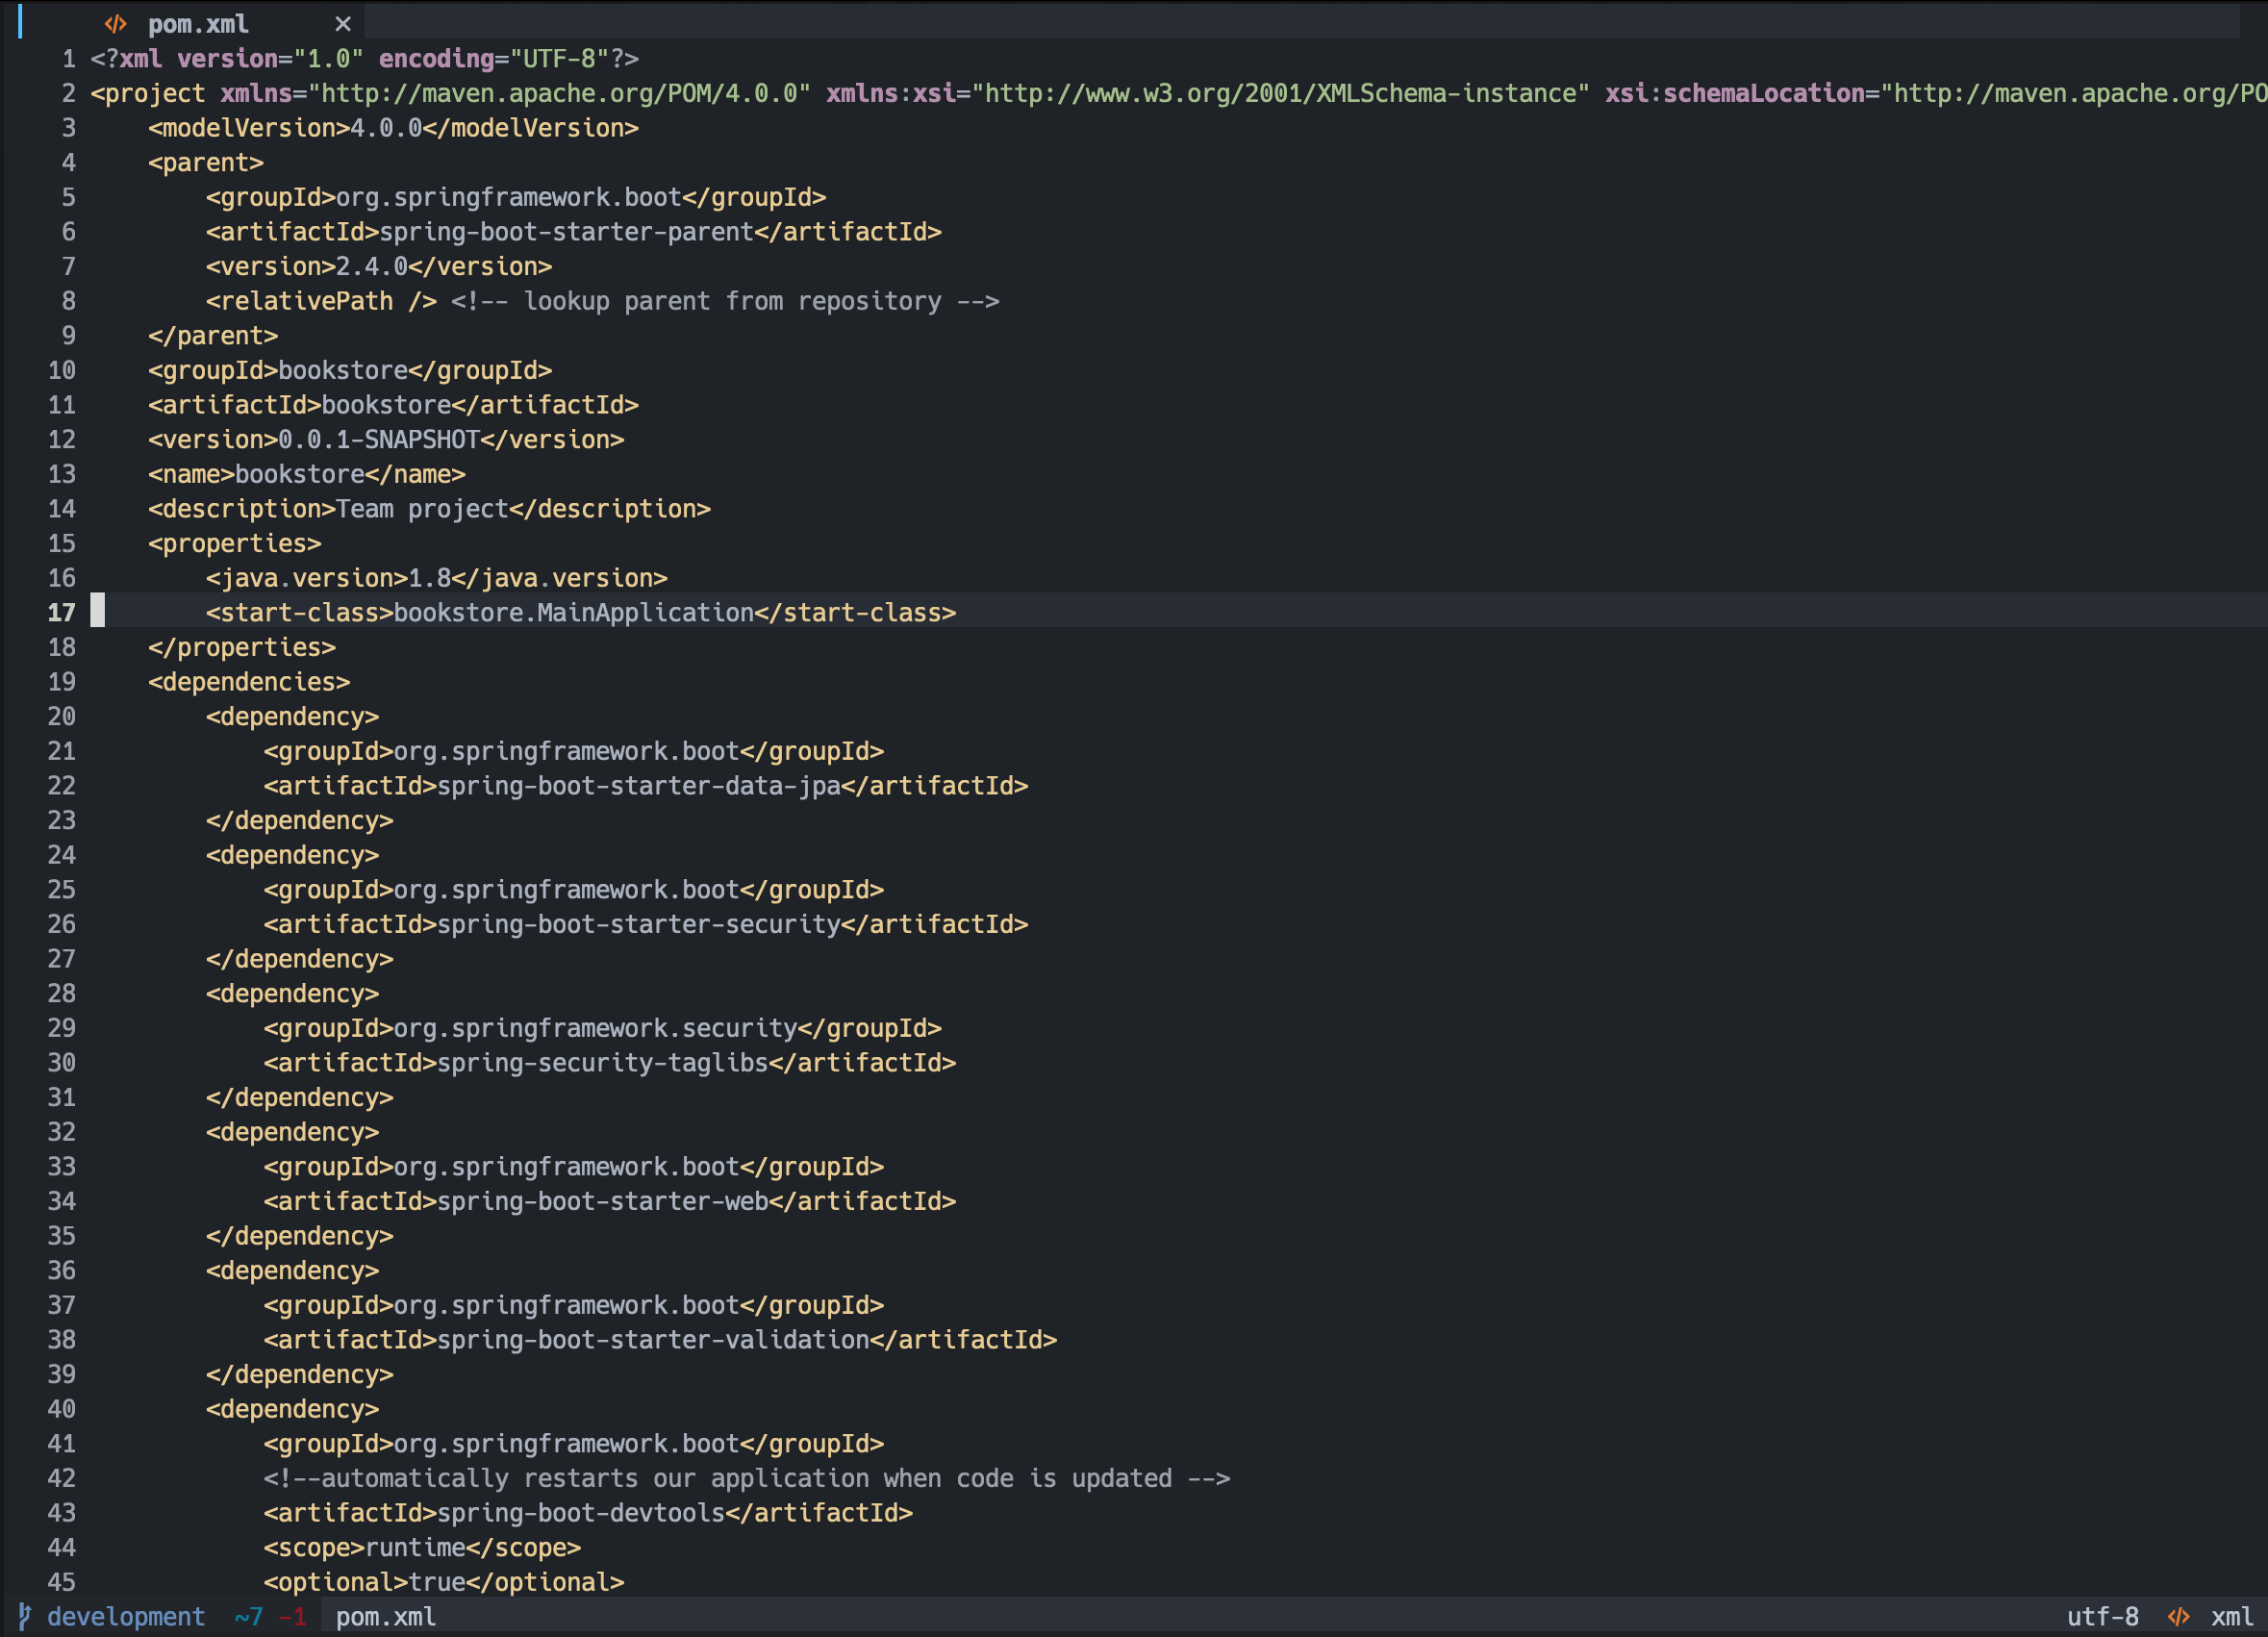 pom.xml ×
1 <?xml version="1.0" encoding="UTF-8"?>
2 <project xmlns="http://maven.apache.org/POM/4.0.0" xmlns:xsi="http://www.w3.org/2001/XMLSchema-instance" xsi:schemaLocation="http://maven.apache.org/PO
3     <modelVersion>4.0.0</modelVersion>
4     <parent>
5         <groupId>org.springframework.boot</groupId>
6         <artifactId>spring-boot-starter-parent</artifactId>
7         <version>2.4.0</version>
8         <relativePath /> <!-- lookup parent from repository -->
9     </parent>
10     <groupId>bookstore</groupId>
11     <artifactId>bookstore</artifactId>
12     <version>0.0.1-SNAPSHOT</version>
13     <name>bookstore</name>
14     <description>Team project</description>
15     <properties>
16         <java.version>1.8</java.version>
17         <start-class>bookstore.MainApplication</start-class>
18     </properties>
19     <dependencies>
20         <dependency>
21             <groupId>org.springframework.boot</groupId>
22             <artifactId>spring-boot-starter-data-jpa</artifactId>
23         </dependency>
24         <dependency>
25             <groupId>org.springframework.boot</groupId>
26             <artifactId>spring-boot-starter-security</artifactId>
27         </dependency>
28         <dependency>
29             <groupId>org.springframework.security</groupId>
30             <artifactId>spring-security-taglibs</artifactId>
31         </dependency>
32         <dependency>
33             <groupId>org.springframework.boot</groupId>
34             <artifactId>spring-boot-starter-web</artifactId>
35         </dependency>
36         <dependency>
37             <groupId>org.springframework.boot</groupId>
38             <artifactId>spring-boot-starter-validation</artifactId>
39         </dependency>
40         <dependency>
41             <groupId>org.springframework.boot</groupId>
42             <!--automatically restarts our application when code is updated -->
43             <artifactId>spring-boot-devtools</artifactId>
44             <scope>runtime</scope>
45             <optional>true</optional>
development ~7 -1 pom.xml utf-8 xml